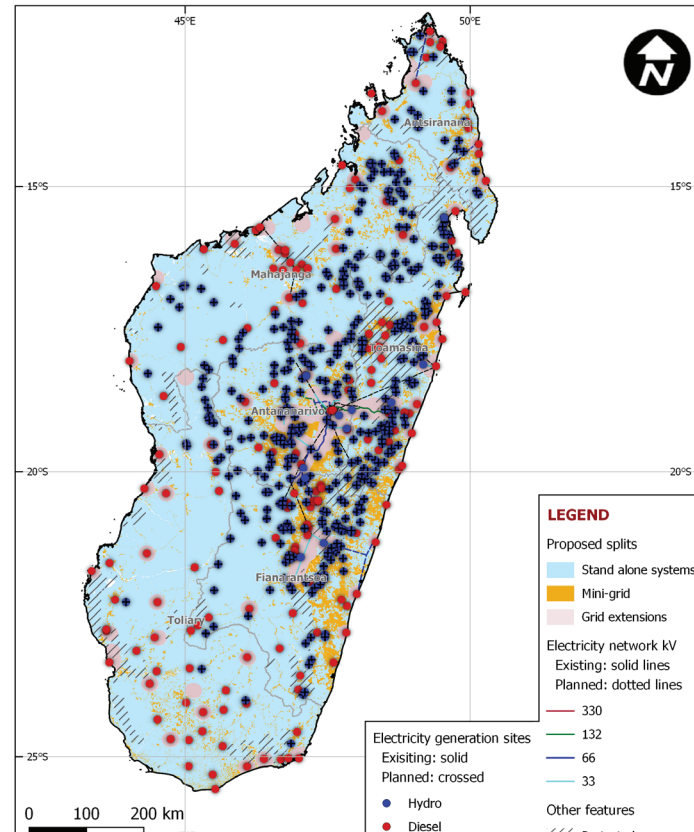 45°E
50°E
N
Antsiranana
15°S
15°S
Mahajanga
Toamasina
Antananarivo
20°S
20°S
Fianarantsoa
Toliary
25°S
LEGEND
Proposed splits
Stand alone systems
Mini-grid
Grid extensions
Electricity network kV
Existing: solid lines
Planned: dotted lines
330
132
66
33
Other features
Electricity generation sites
Exisiting: solid
Planned: crossed
Hydro
Diesel
0 100 200 km